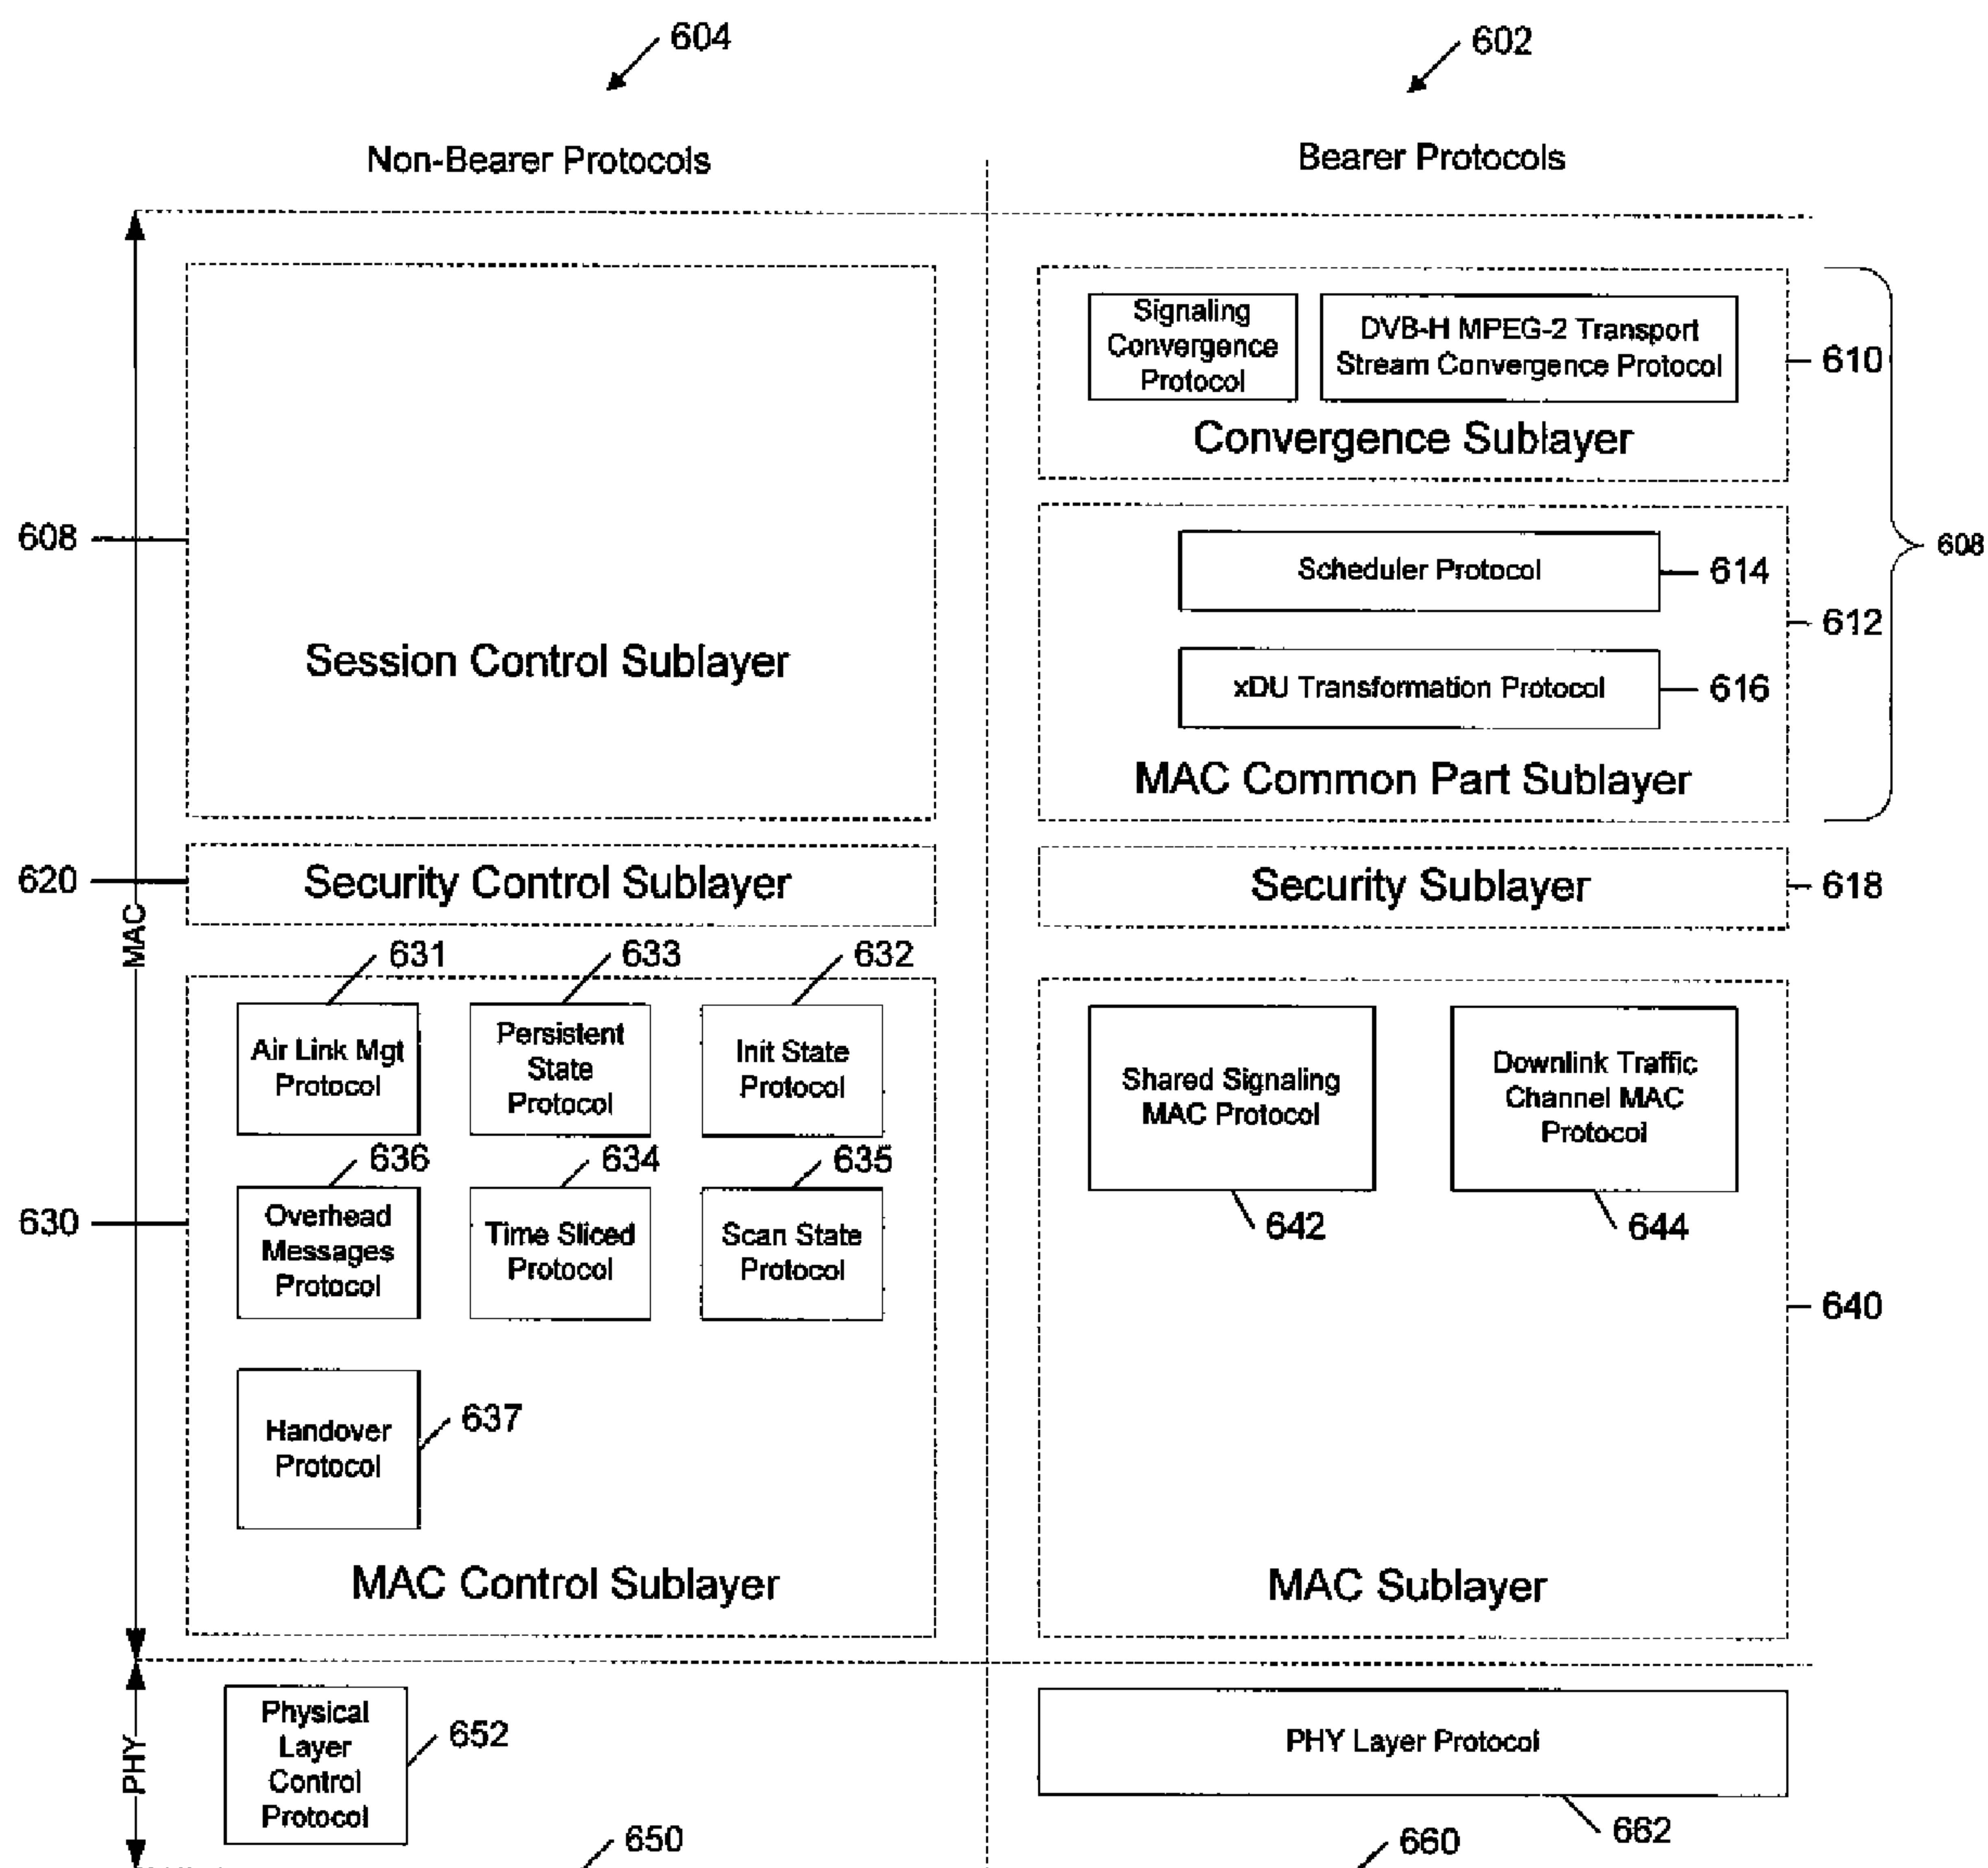 604
602
Non-Bearer Protocols
Bearer Protocols
Signaling
Convergence
Protocol
DVB-H MPEG-2 Transport
Stream Convergence Protocol
610
Convergence Sublayer
608
Scheduler Protocol
614
612
608
xDU Transformation Protocol
616
Session Control Sublayer
MAC Common Part Sublayer
620
Security Control Sublayer
Security Sublayer
618
MAC
631
633
632
Air Link Mgt
Protocol
Persistent
State
Protocol
Init State
Protocol
Shared Signaling
MAC Protocol
Downlink Traffic
Channel MAC
Protocol
636
634
635
630
Overhead
Messages
Protocol
Time Sliced
Protocol
Scan State
Protocol
642
644
640
Handover
Protocol
637
MAC Control Sublayer
MAC Sublayer
PHY
Physical
Layer
Control
Protocol
652
PHY Layer Protocol
662
650
660